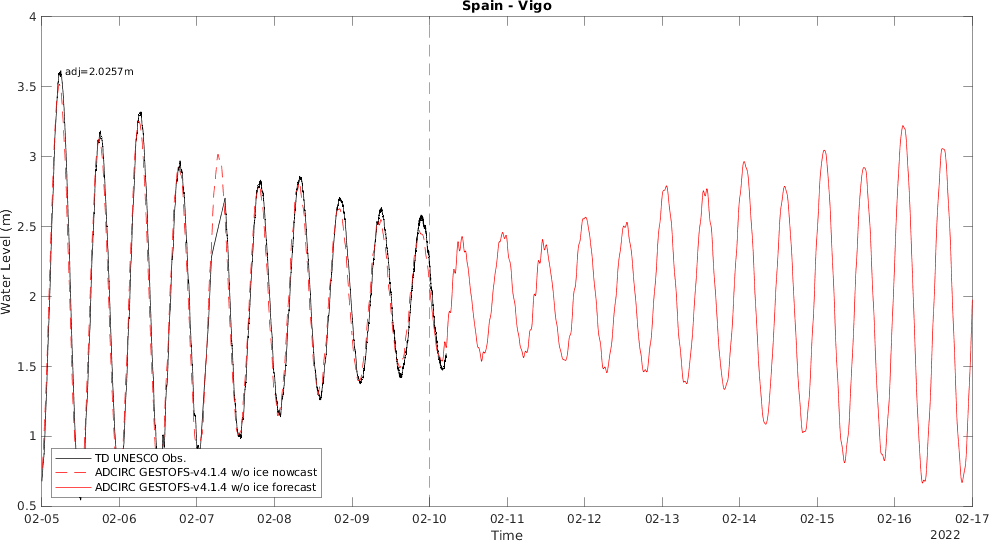 Spain - Vigo
4
adj=2.0257m
3.5
3
2.5
2
1.5
1
0.5
Water Level (m)
TD UNESCO Obs.
ADCIRC GESTOFS-v4.1.4 w/o ice nowcast
ADCIRC GESTOFS-v4.1.4 w/o ice forecast
02-05 02-06 02-07 02-08 02-09 02-10 02-11 02-12 02-13 02-14 02-15 02-16 02-17
Time
2022